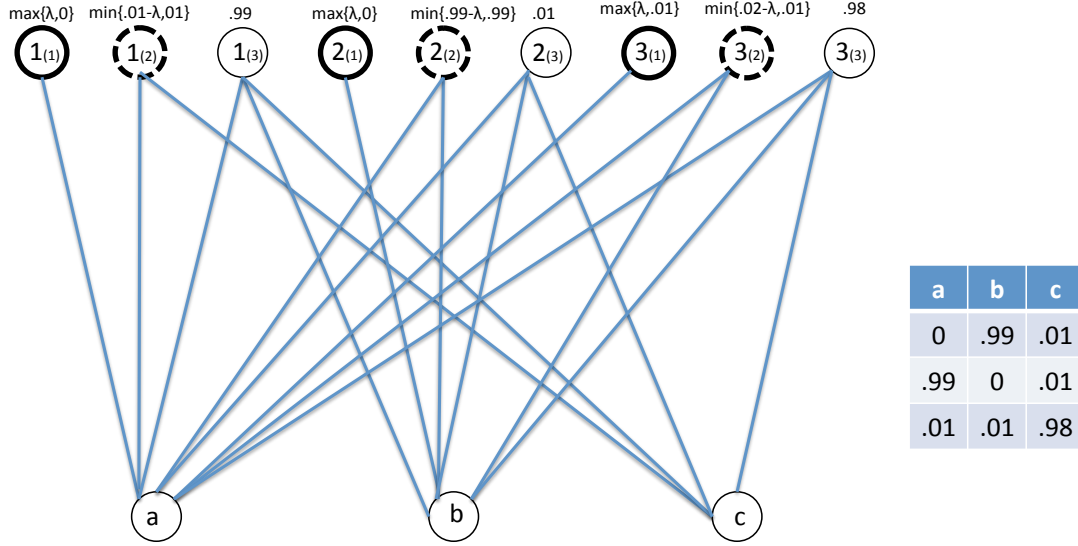 max{λ,0} min{.01-λ,01} .99 max{λ,0} min{.99-λ,.99} .01 max{λ,.01} min{.02-λ,.01} .98
1(1) 1(2) 1(3) 2(1) 2(2) 2(3) 3(1) 3(2) 3(3)
a b c
0 .99 .01
.99 0 .01
.01 .01 .98
a b c